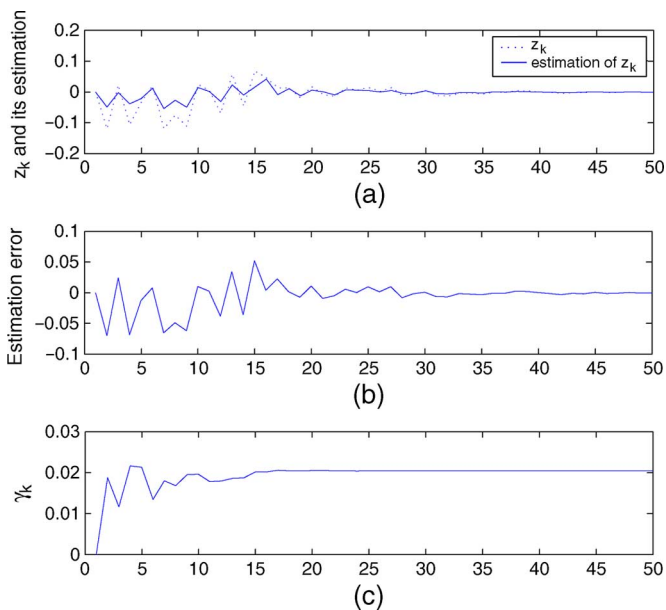 0.2
0.1
0
−0.1
−0.2
z_k and its estimation
z_k
estimation of z_k
0 5 10 15 20 25 30 35 40 45 50
(a)
0.1
0.05
0
−0.05
−0.1
Estimation error
0 5 10 15 20 25 30 35 40 45 50
(b)
0.03
0.02
0.01
0
γ_k
0 5 10 15 20 25 30 35 40 45 50
(c)